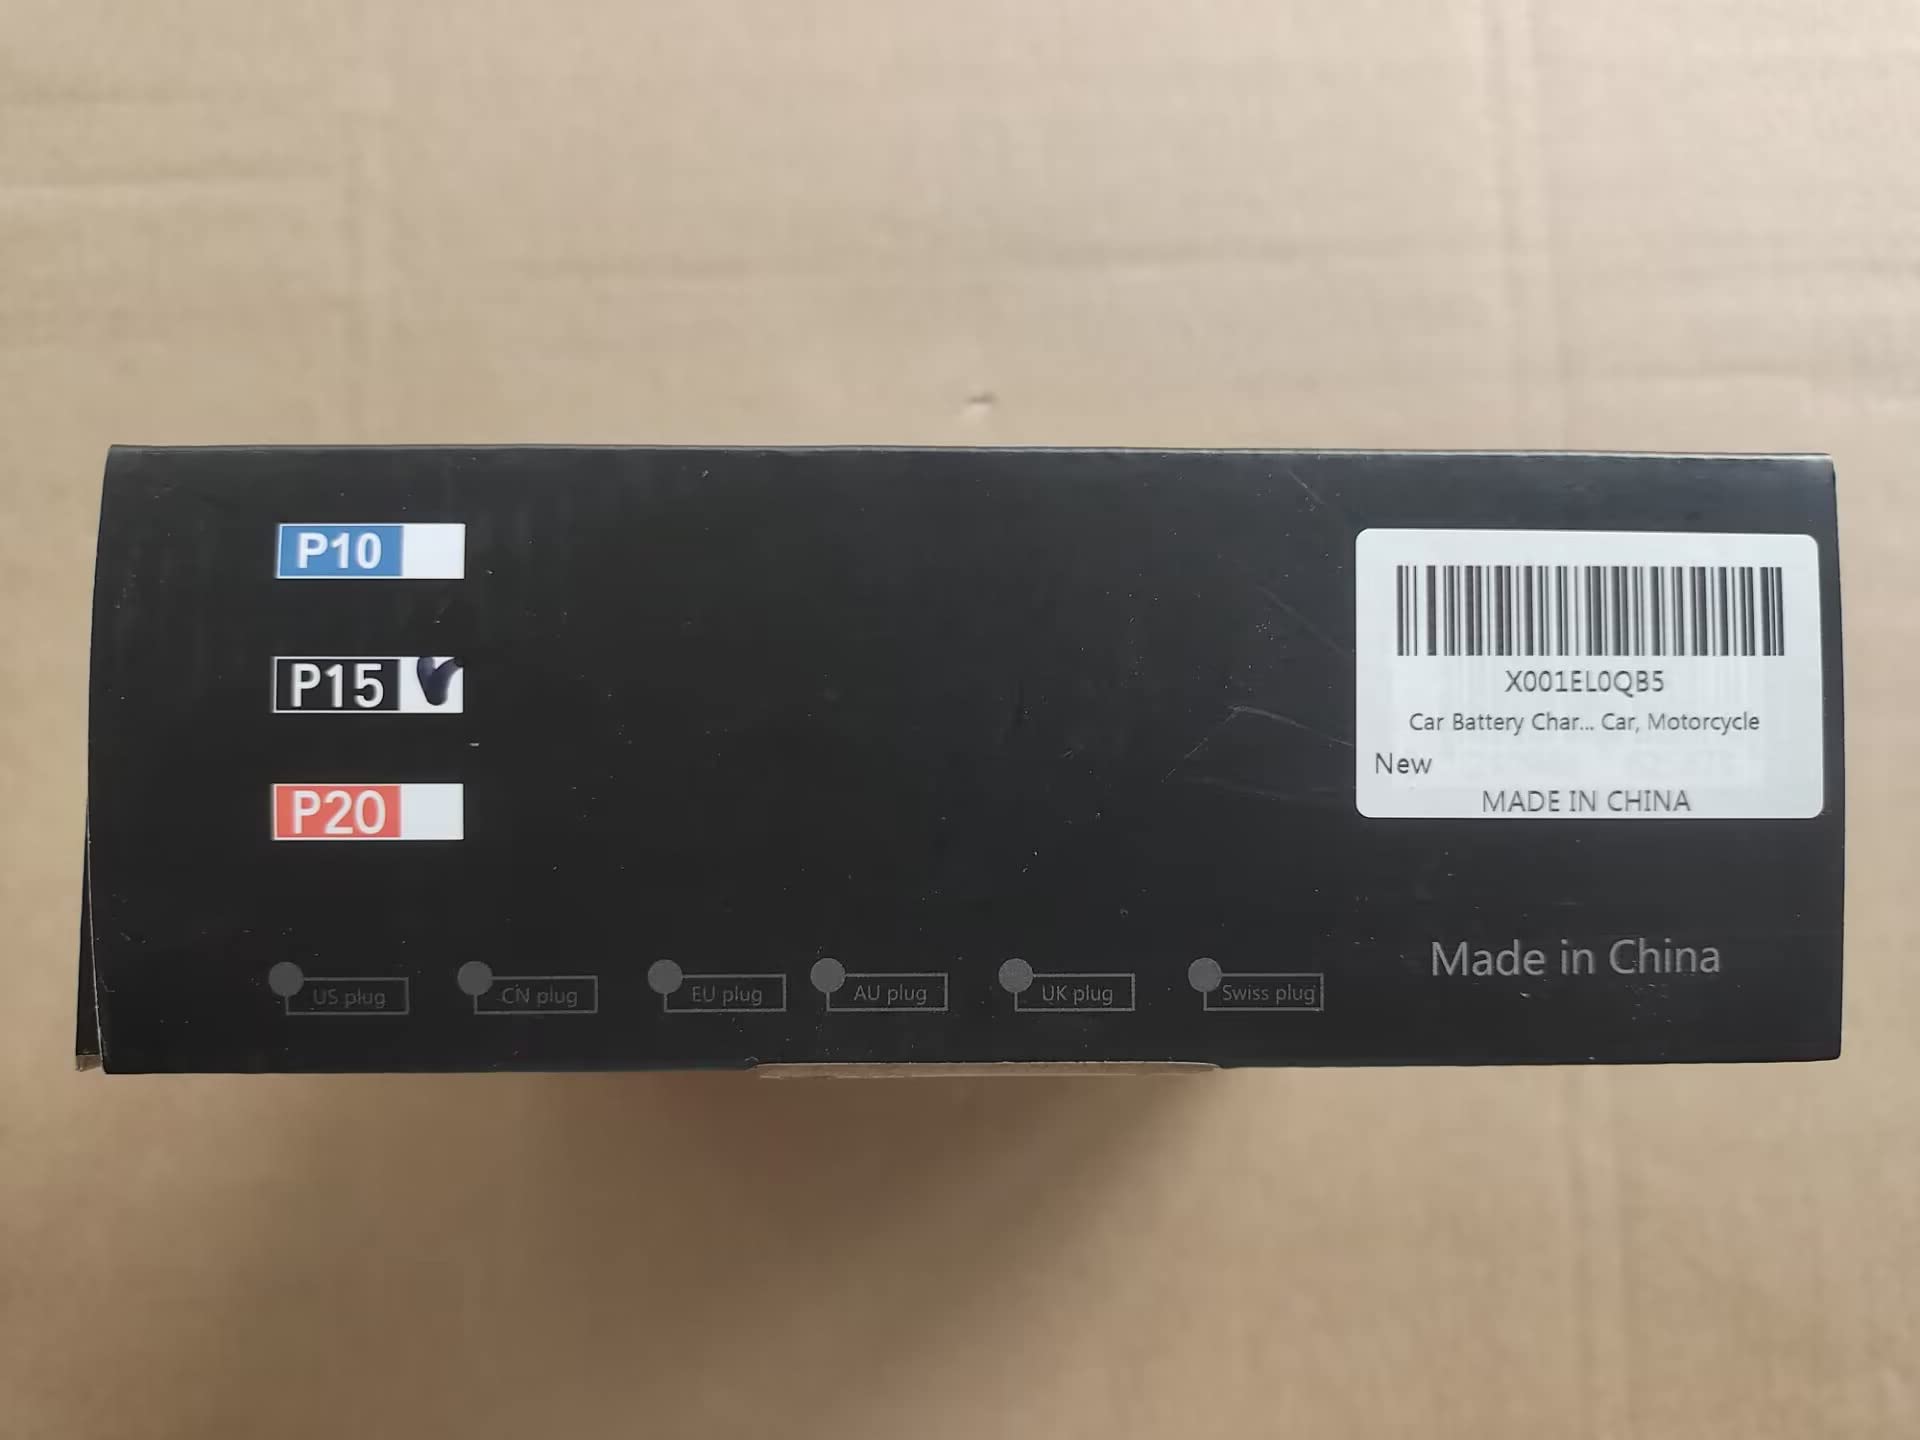 P10
P15
P20
X001EL0QB5
Car Battery Char... Car, Motorcycle
New
MADE IN CHINA
Made in China
US plug
CN plug
EU plug
AU plug
UK plug
Swiss plug